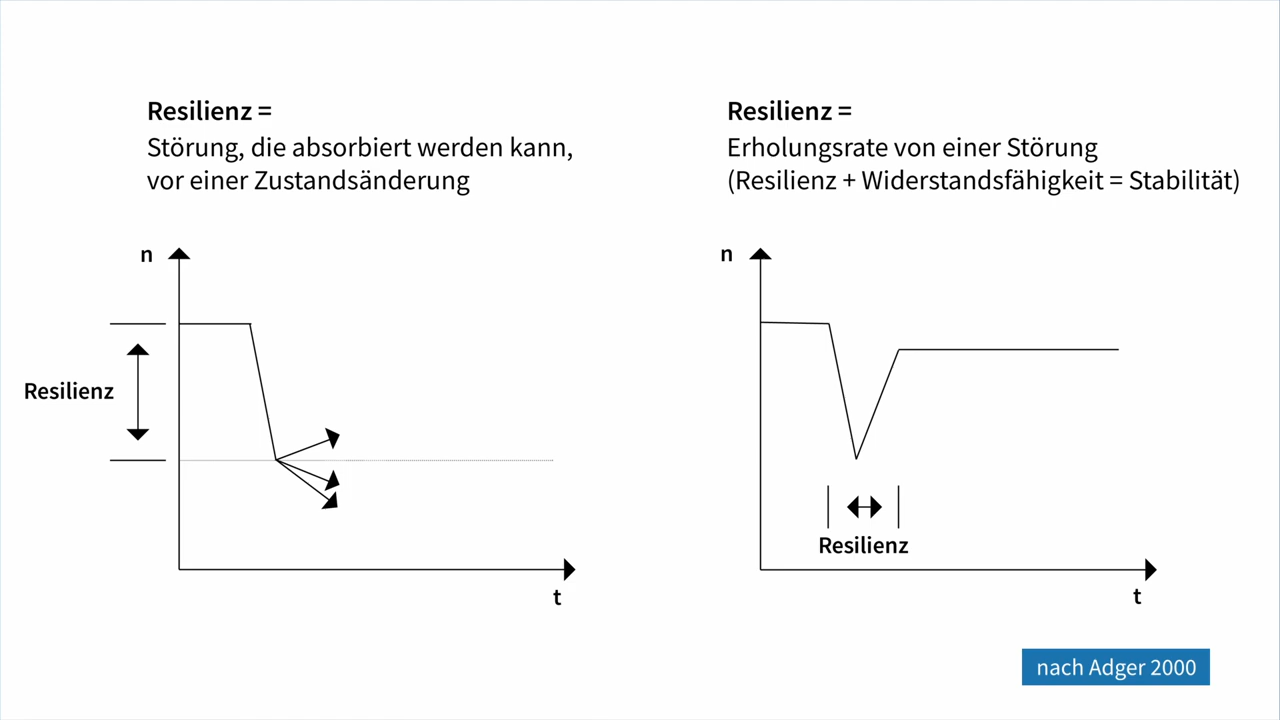 Resilienz =
Störung, die absorbiert werden kann,
vor einer Zustandsänderung
n
Resilienz
t
Resilienz =
Erholungsrate von einer Störung
(Resilienz + Widerstandsfähigkeit = Stabilität)
n
Resilienz
t
nach Adger 2000